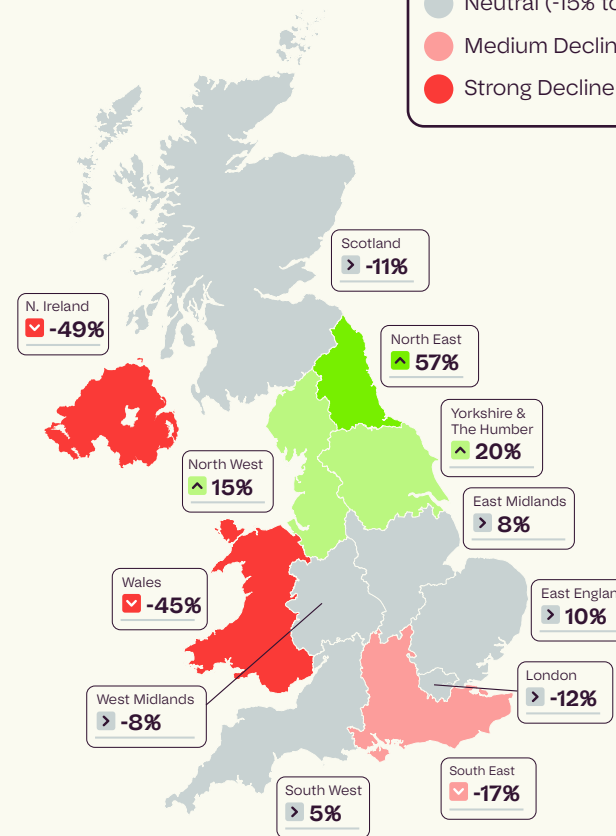 Neutral (-15% to
Medium Declin
Strong Decline
Scotland
-11%
N. Ireland
-49%
North East
57%
Yorkshire &
The Humber
20%
North West
15%
East Midlands
8%
Wales
-45%
East Englan
10%
London
-12%
West Midlands
-8%
South East
-17%
South West
5%